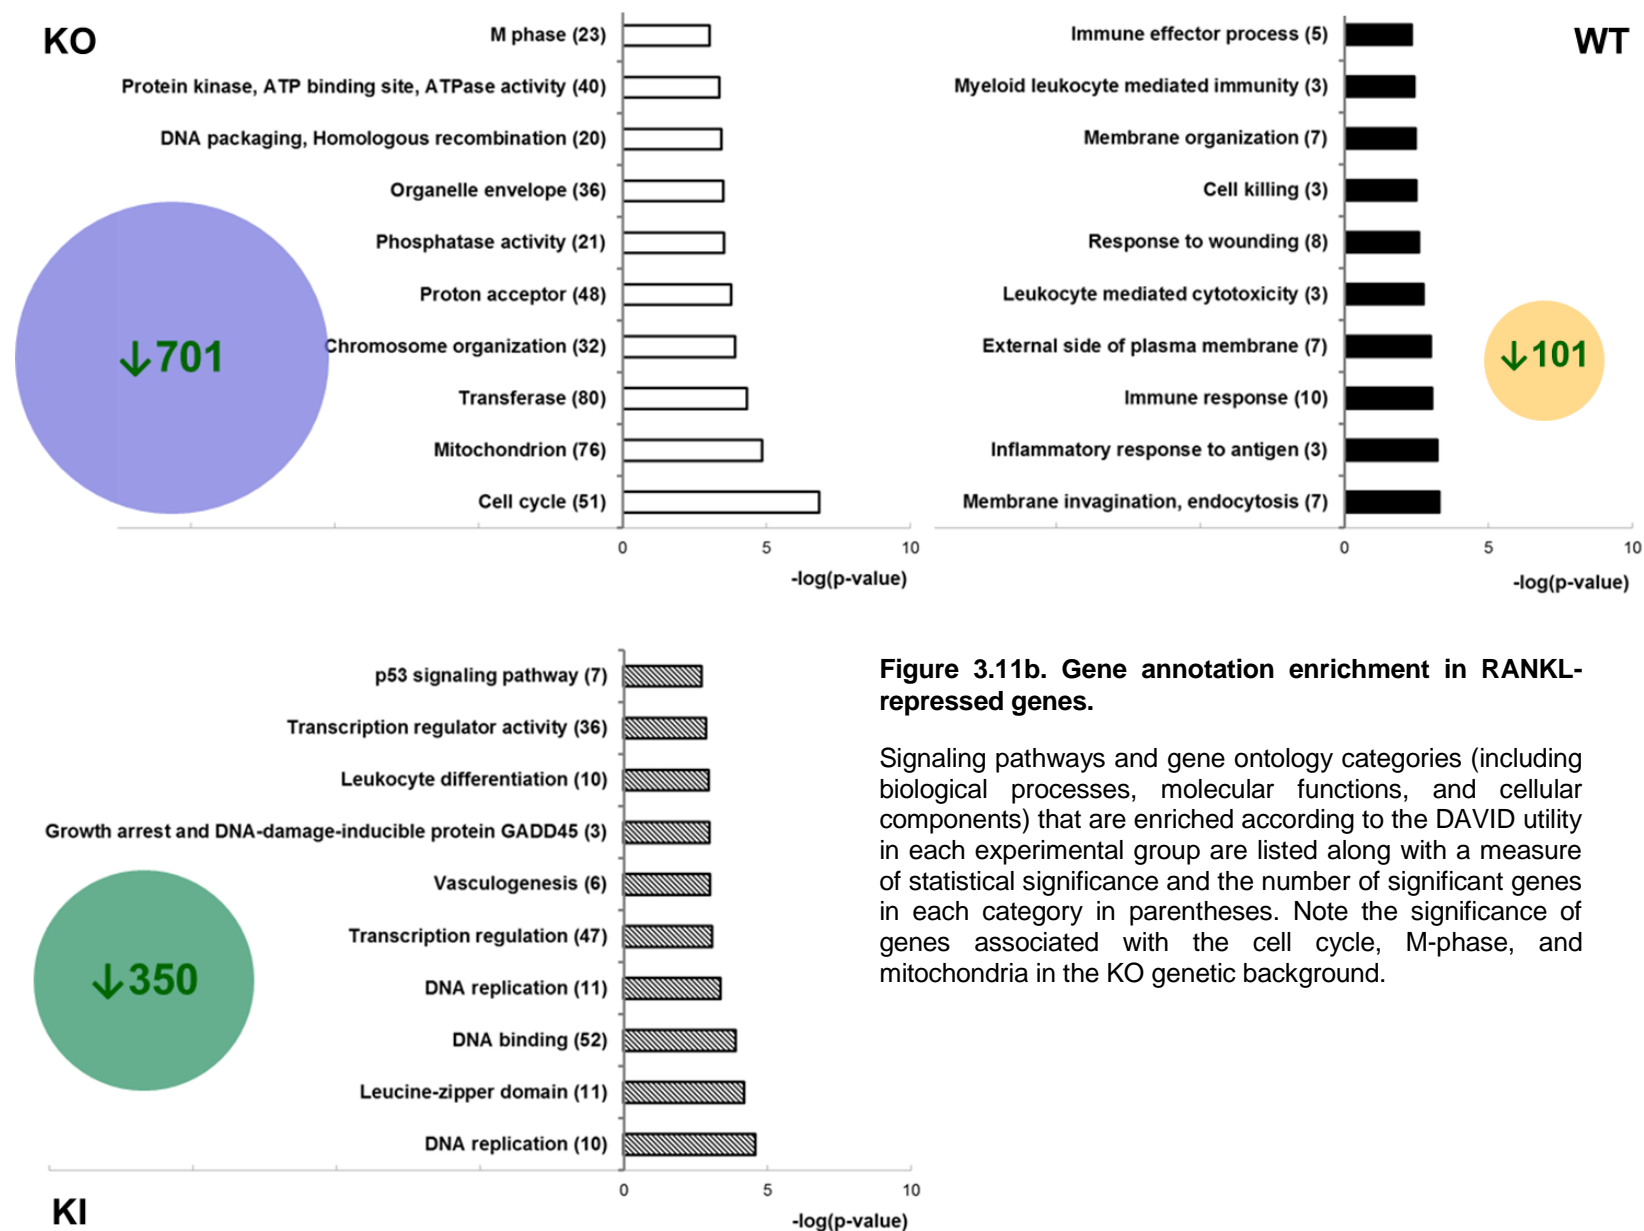 KO
M phase (23)
Protein kinase, ATP binding site, ATPase activity (40)
DNA packaging, Homologous recombination (20)
Organelle envelope (36)
Phosphatase activity (21)
Proton acceptor (48)
Chromosome organization (32)
Transferase (80)
Mitochondrion (76)
Cell cycle (51)
↓701
0 5 10
-log(p-value)
WT
Immune effector process (5)
Myeloid leukocyte mediated immunity (3)
Membrane organization (7)
Cell killing (3)
Response to wounding (8)
Leukocyte mediated cytotoxicity (3)
External side of plasma membrane (7)
Immune response (10)
Inflammatory response to antigen (3)
Membrane invagination, endocytosis (7)
↓101
0 5 10
-log(p-value)
p53 signaling pathway (7)
Transcription regulator activity (36)
Leukocyte differentiation (10)
Growth arrest and DNA-damage-inducible protein GADD45 (3)
Vasculogenesis (6)
Transcription regulation (47)
DNA replication (11)
DNA binding (52)
Leucine-zipper domain (11)
DNA replication (10)
↓350
0 5 10
-log(p-value)
KI
Figure 3.11b. Gene annotation enrichment in RANKL-
repressed genes.
Signaling pathways and gene ontology categories (including
biological processes, molecular functions, and cellular
components) that are enriched according to the DAVID utility
in each experimental group are listed along with a measure
of statistical significance and the number of significant genes
in each category in parentheses. Note the significance of
genes associated with the cell cycle, M-phase, and
mitochondria in the KO genetic background.